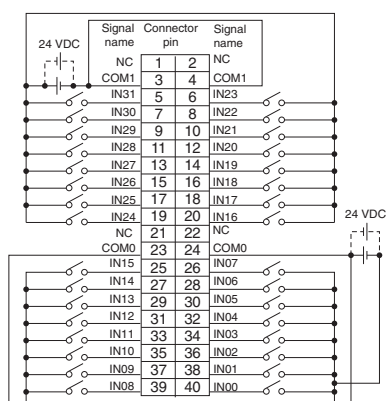 Signal name Connector pin Signal name
24 VDC
NC 1 2 NC
COM1 3 4 COM1
IN31 5 6 IN23
IN30 7 8 IN22
IN29 9 10 IN21
IN28 11 12 IN20
IN27 13 14 IN19
IN26 15 16 IN18
IN25 17 18 IN17
IN24 19 20 IN16
24 VDC
NC 21 22 NC
COM0 23 24 COM0
IN15 25 26 IN07
IN14 27 28 IN06
IN13 29 30 IN05
IN12 31 32 IN04
IN11 33 34 IN03
IN10 35 36 IN02
IN09 37 38 IN01
IN08 39 40 IN00